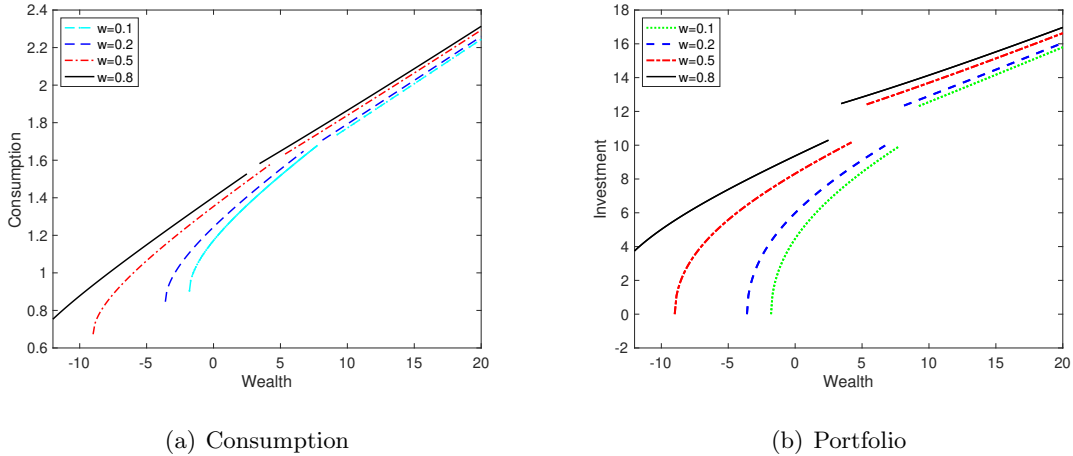 2.4
2.2
2
1.8
1.6
1.4
1.2
1
0.8
0.6
Consumption
w=0.1
w=0.2
w=0.5
w=0.8
-10 -5 0 5 10 15 20
Wealth
(a) Consumption
18
16
14
12
10
8
6
4
2
0
-2
Investment
w=0.1
w=0.2
w=0.5
w=0.8
-10 -5 0 5 10 15 20
Wealth
(b) Portfolio